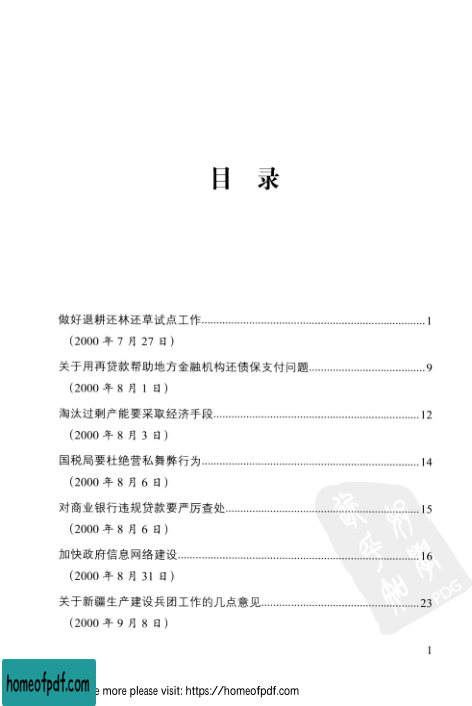 目 录
做好退耕还林还草试点工作................................................1
（2000 年 7 月 27 日）
关于用再贷款帮助地方金融机构还债保支付问题................................9
（2000 年 8 月 1 日）
淘汰过剩产能要采取经济手段................................................12
（2000 年 8 月 3 日）
国税局要杜绝营私舞弊行为................................................14
（2000 年 8 月 6 日）
对商业银行违规贷款要严厉查处................................................15
（2000 年 8 月 6 日）
加快政府信息网络建设................................................16
（2000 年 8 月 31 日）
关于新疆生产建设兵团工作的几点意见................................................23
（2000 年 9 月 8 日）
PDG
1
homeofpdf.com
e more please visit: https://homeofpdf.com